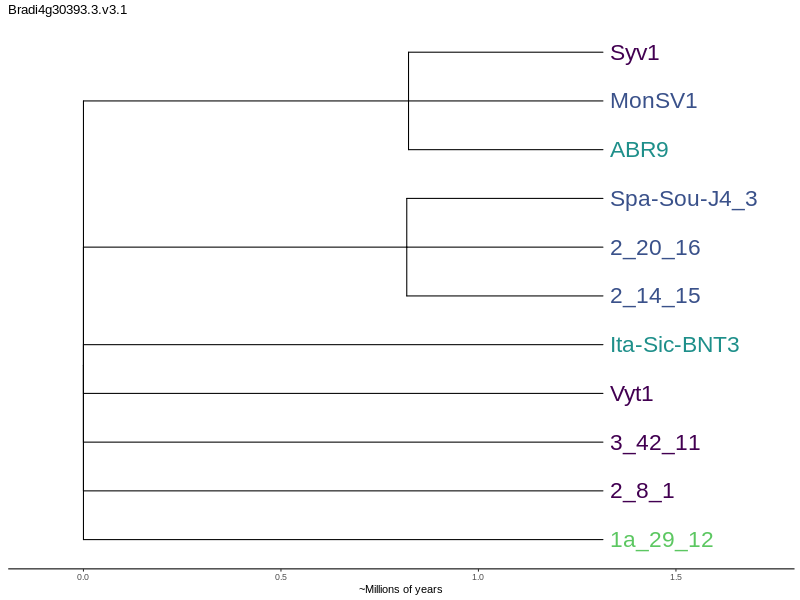 Bradi4g30393.3.v3.1
Syv1
MonSV1
ABR9
Spa-Sou-J4_3
2_20_16
2_14_15
Ita-Sic-BNT3
Vyt1
3_42_11
2_8_1
1a_29_12
0.0 0.5 1.0 1.5
~Millions of years